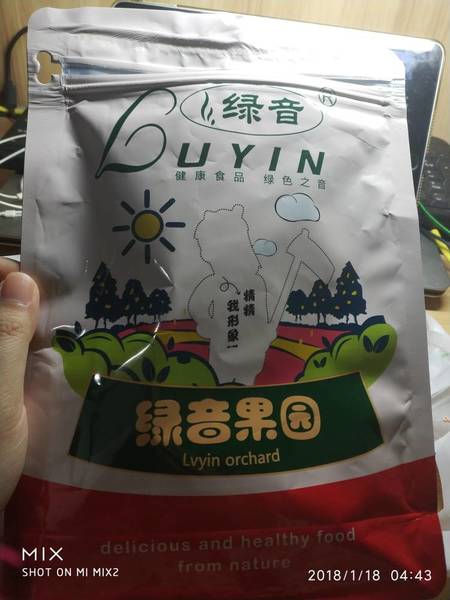 绿音®
LUYIN
健康食品 绿色之音
猜猜
我形象!
绿音果园
Lvyin orchard
delicious and healthy food
from nature
MIX
SHOT ON MI MIX2
2018/1/18 04:43